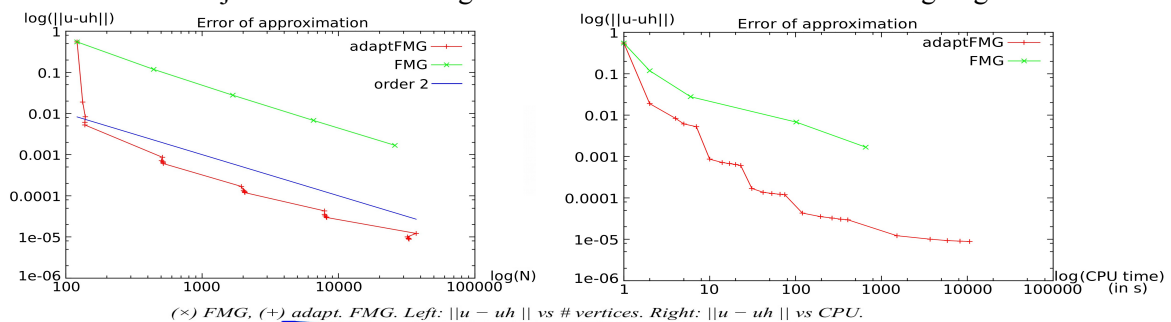 log(||u-uh||)
Error of approximation
1
0.1
0.01
0.001
0.0001
1e-05
1e-06
100
1000
10000
100000
log(N)
adaptFMG
FMG
order 2
log(||u-uh||)
Error of approximation
1
0.1
0.01
0.001
0.0001
1e-05
1e-06
1
10
100
1000
10000
100000
log(CPU time)
(in s)
adaptFMG
FMG
(×) FMG, (+) adapt. FMG. Left: ||u − uh || vs # vertices. Right: ||u − uh || vs CPU.